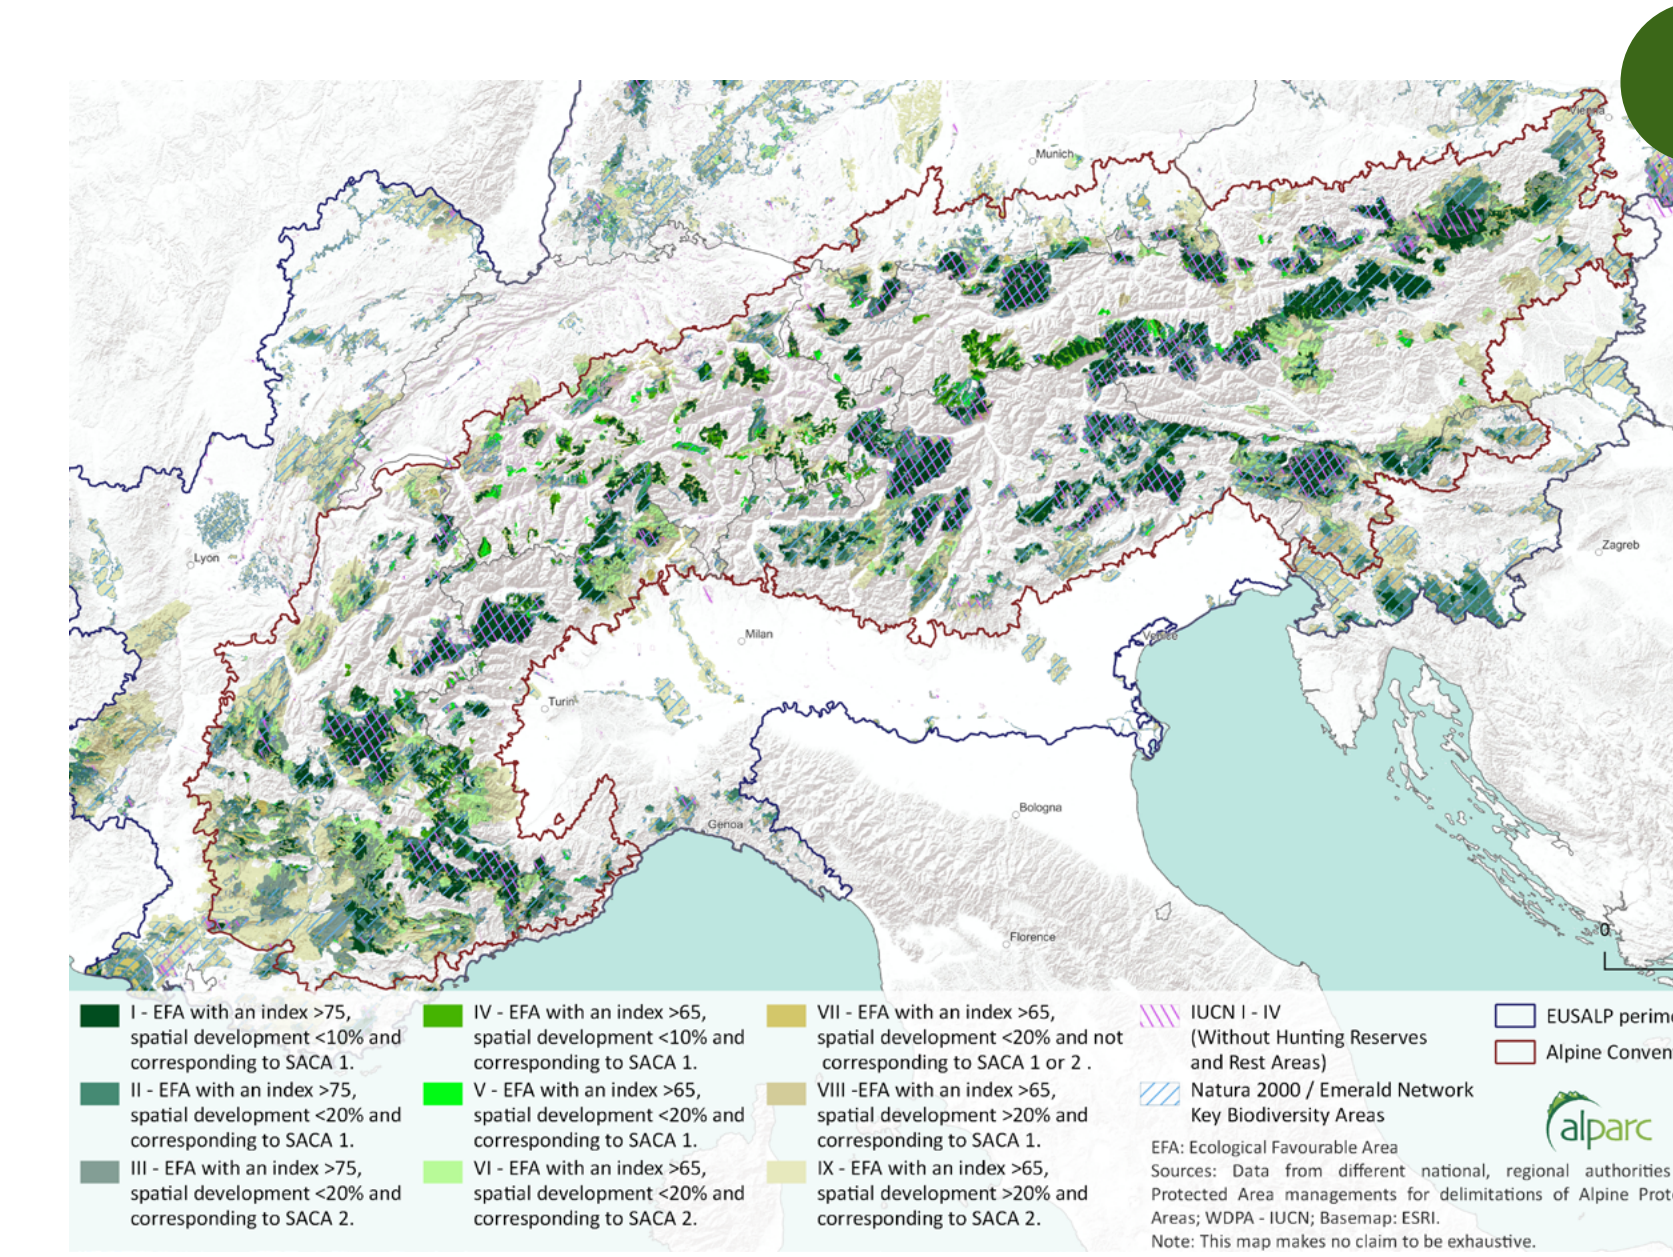 Vienna
Munich
Lyon
Zagreb
Milan
Venice
Turin
Bologna
Genoa
Florence
0
I - EFA with an index >75,
spatial development <10% and
corresponding to SACA 1.
II - EFA with an index >75,
spatial development <20% and
corresponding to SACA 1.
III - EFA with an index >75,
spatial development <20% and
corresponding to SACA 2.
IV - EFA with an index >65,
spatial development <10% and
corresponding to SACA 1.
V - EFA with an index >65,
spatial development <20% and
corresponding to SACA 1.
VI - EFA with an index >65,
spatial development <20% and
corresponding to SACA 2.
VII - EFA with an index >65,
spatial development <20% and not
corresponding to SACA 1 or 2 .
VIII -EFA with an index >65,
spatial development >20% and
corresponding to SACA 1.
IX - EFA with an index >65,
spatial development >20% and
corresponding to SACA 2.
IUCN I - IV
(Without Hunting Reserves
and Rest Areas)
Natura 2000 / Emerald Network
Key Biodiversity Areas
EUSALP perime
Alpine Conven
alparc
EFA: Ecological Favourable Area
Sources: Data from different national, regional authorities
Protected Area managements for delimitations of Alpine Prot
Areas; WDPA - IUCN; Basemap: ESRI.
Note: This map makes no claim to be exhaustive.